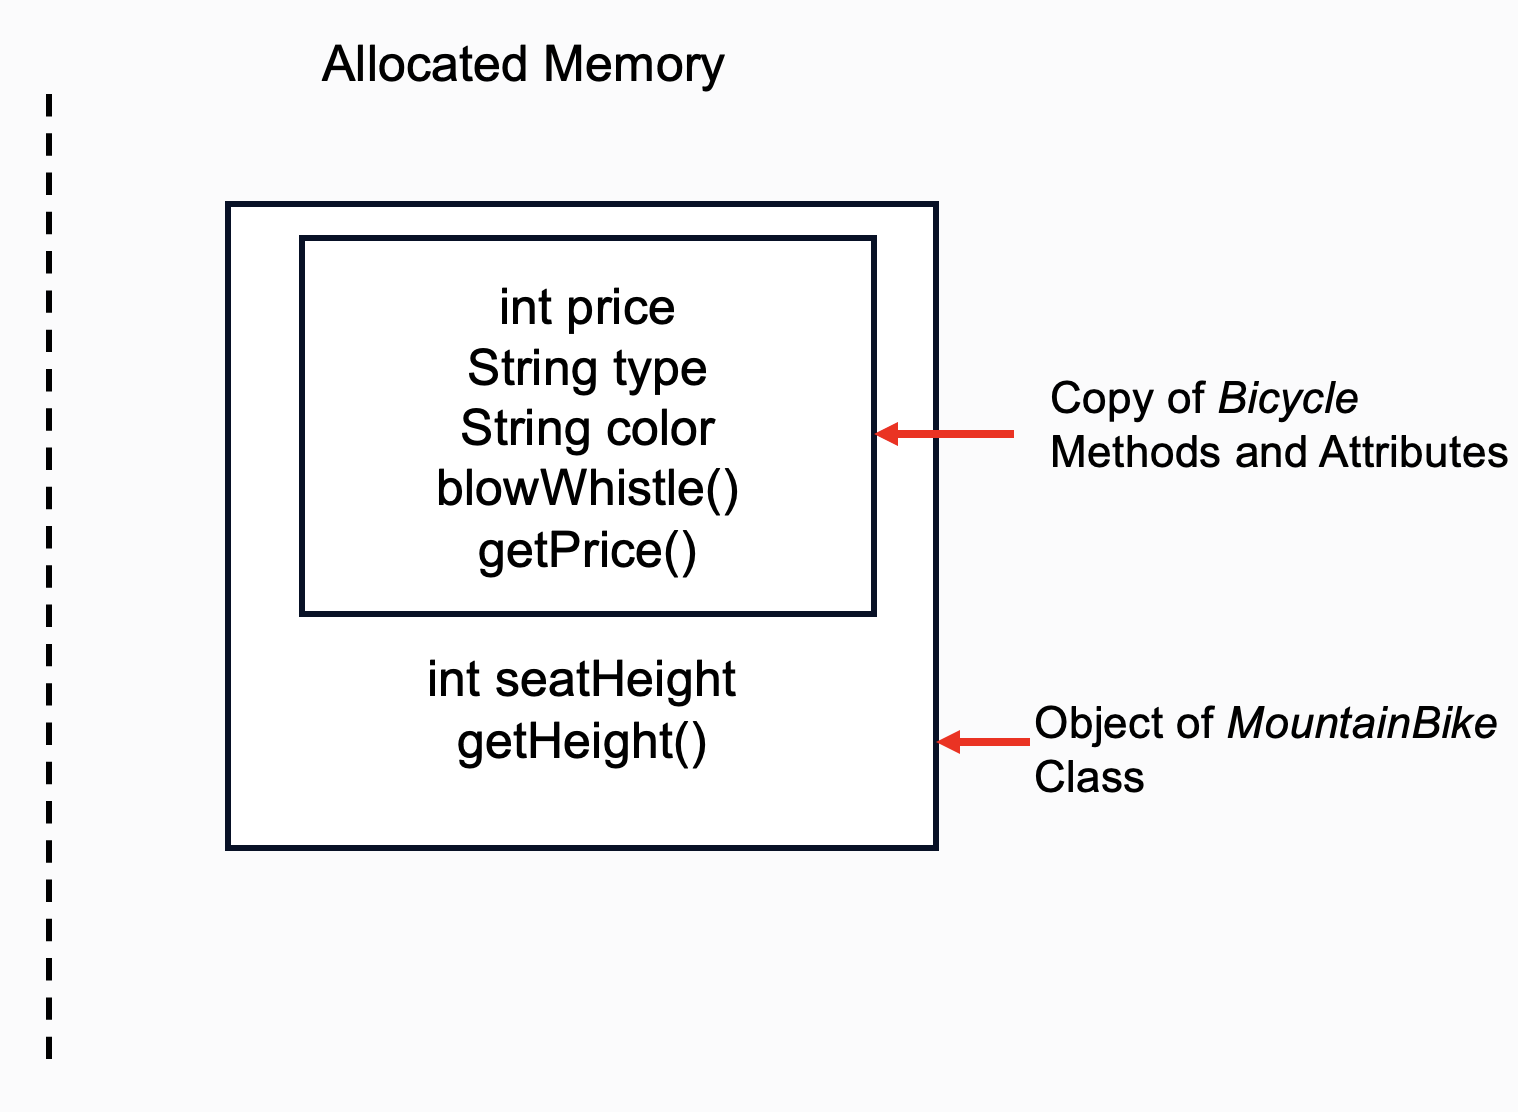 Allocated Memory
int price
String type
String color
blowWhistle()
getPrice()
Copy of Bicycle
Methods and Attributes
int seatHeight
getHeight()
Object of MountainBike
Class